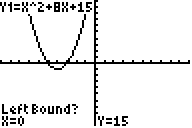 Y1=X^2+8X+15
Left Bound?
X=0 Y=15